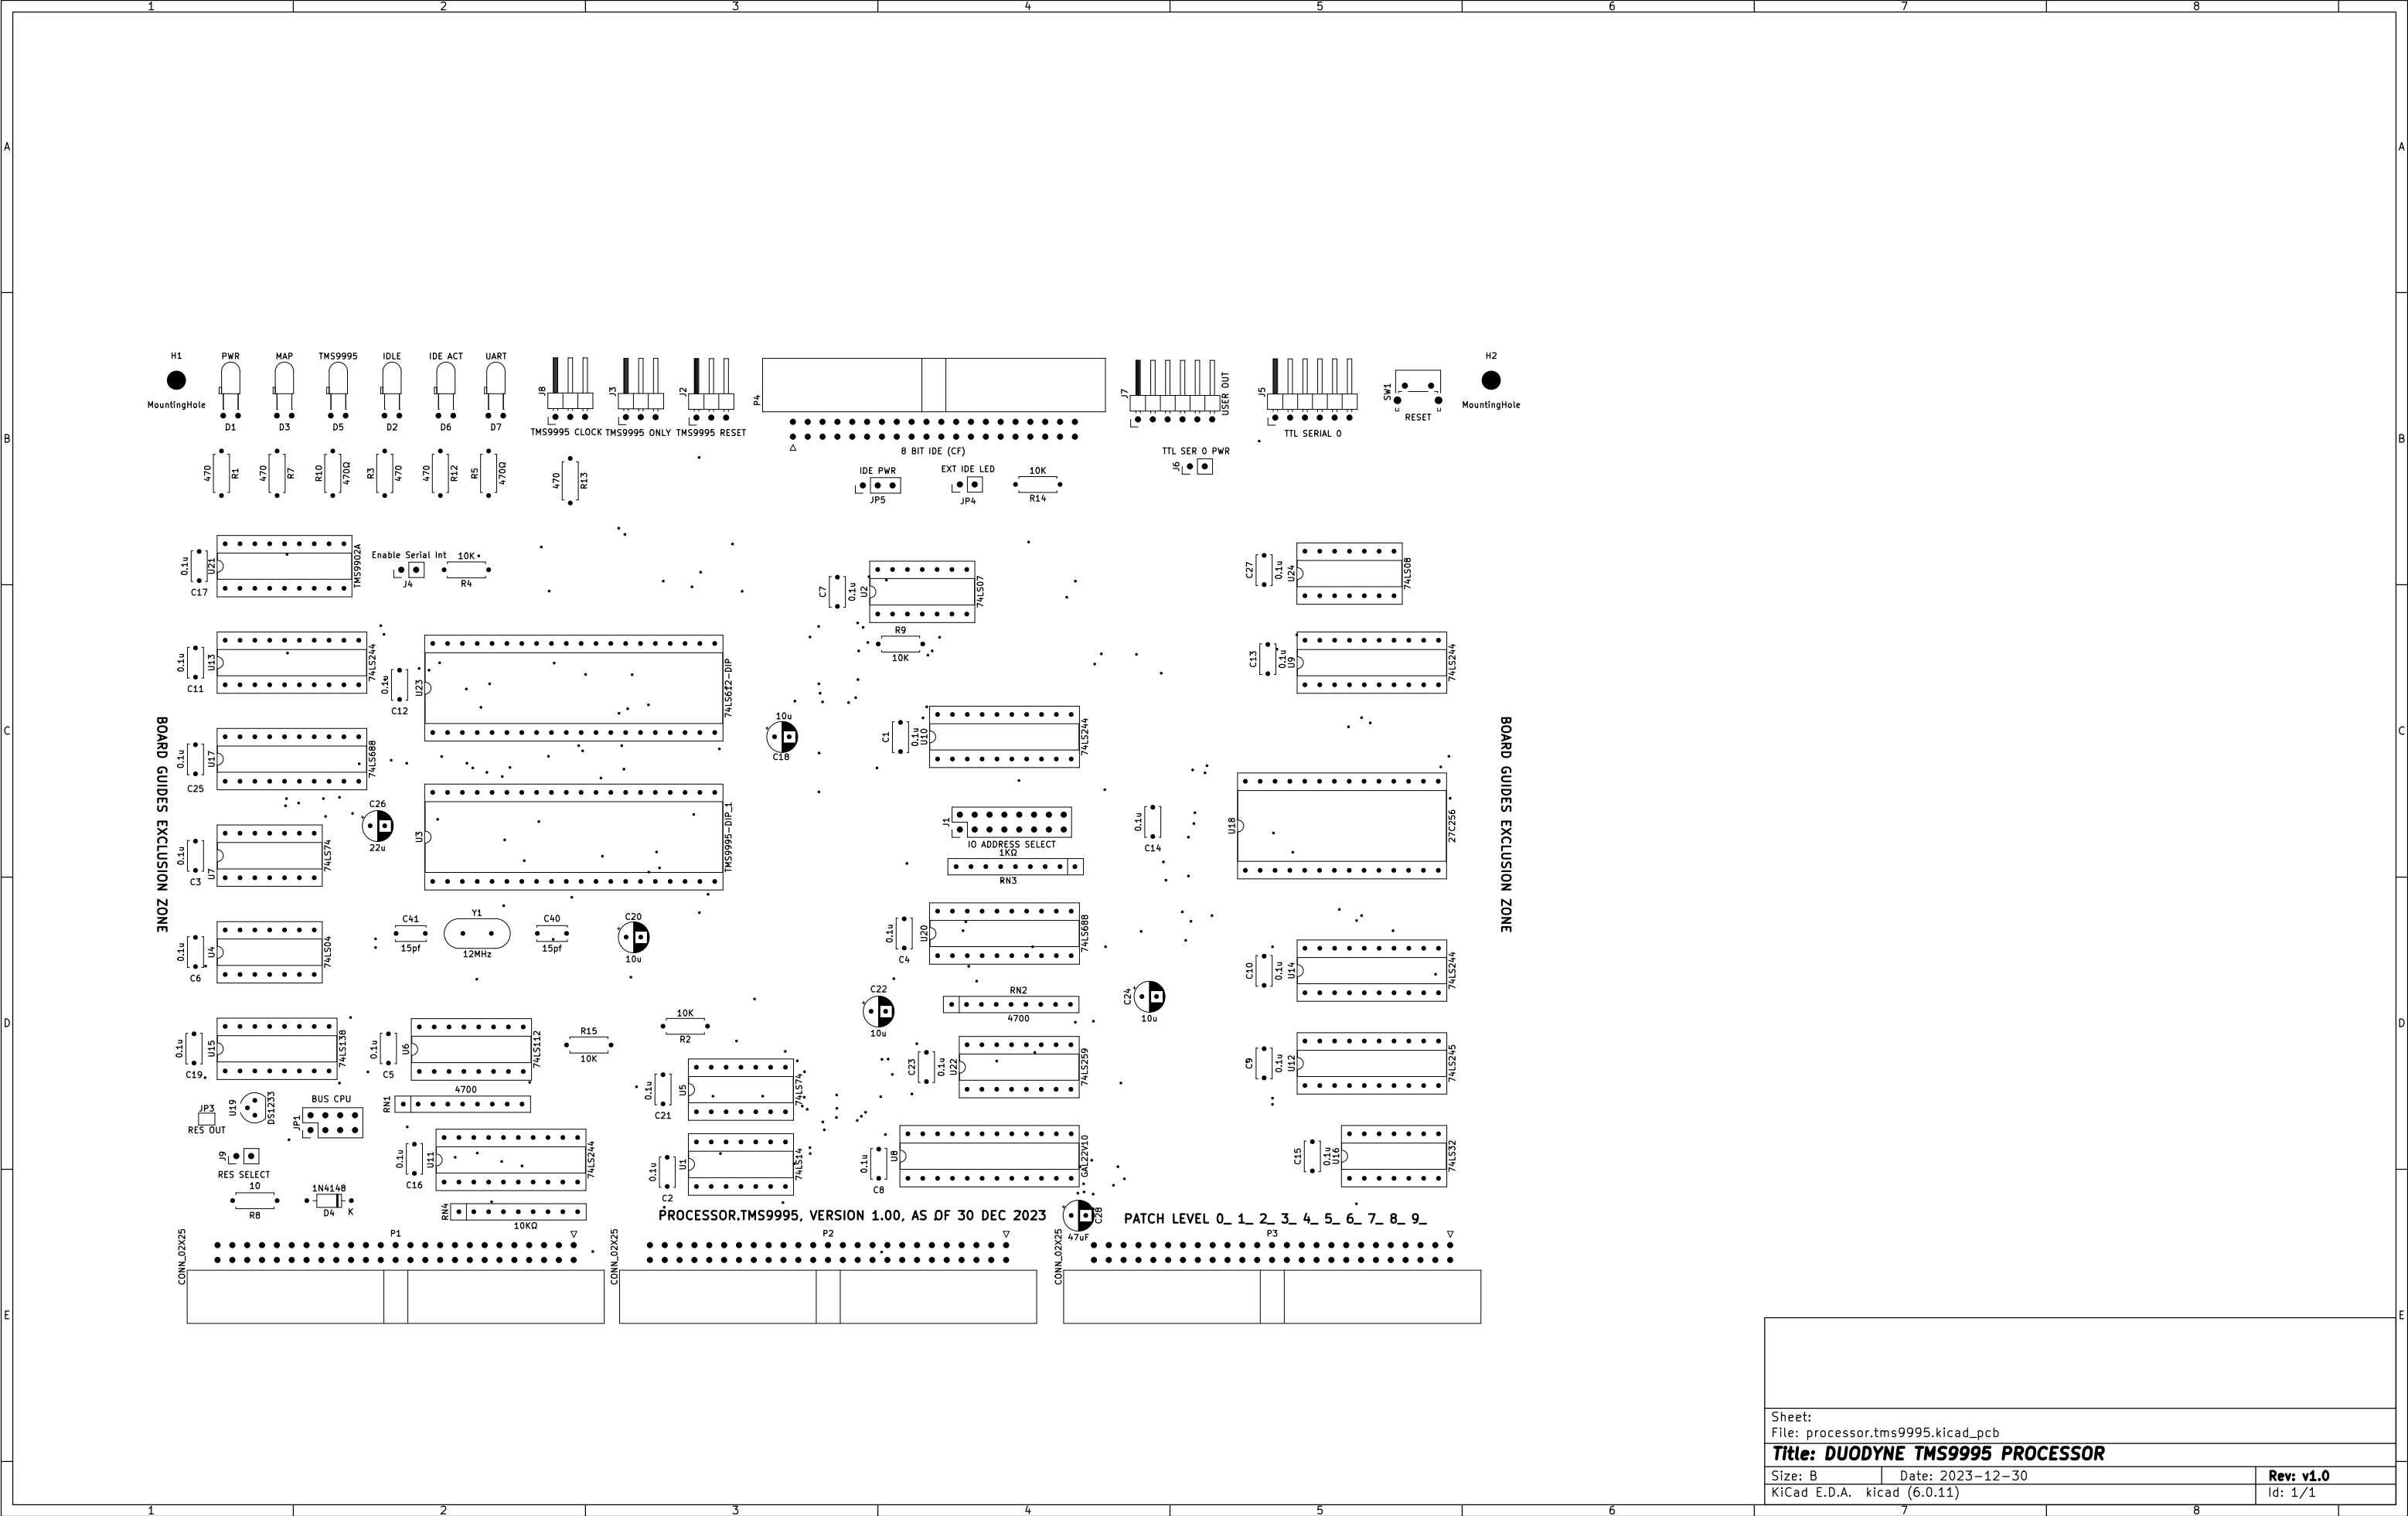 1 2 3 4 5 6 7 8
A A
H1 PWR MAP TMS9995 IDLE IDE ACT UART H2
MountingHole MountingHole
D1 D3 D5 D2 D6 D7
J8 J3 J2 P4 J7 USER OUT J5 SW1
RESET
TMS9995 CLOCK TMS9995 ONLY TMS9995 RESET
TTL SERIAL 0
B B
8 BIT IDE (CF)
TTL SER 0 PWR
J6
470 R1 470 R7 R10 470Ω R3 470 470 R12 R5 470Ω 470 R13
IDE PWR EXT IDE LED 10K
JP5 JP4 R14
0.1u U21 TMS9902A
C17
Enable Serial Int 10K
J4 R4
C7 0.1u U2 74LS07
C27 0.1u U24 74LS08
R9
10K
0.1u U13 74LS244
C11
0.1u U23 74LS612-DIP
C12
C13 0.1u U9 74LS244
BOARD GUIDES EXCLUSION ZONE
BOARD GUIDES EXCLUSION ZONE
C C
10u
C18
C1 0.1u U10 74LS244
0.1u U17 74LS688
C25
C26
22u
U3 TMS9995-DIP_1
J1
IO ADDRESS SELECT
1KΩ
RN3
0.1u
C14
U18 27C256
0.1u U7 74LS74
C3
C41 Y1 C40 C20
15pf 12MHz 15pf 10u
0.1u U4 74LS04
C6
0.1u U20 74LS688
C4
C10 0.1u U14 74LS244
C22
10u
RN2
4700
C24
10u
D D
0.1u U15 74LS138
C19
0.1u U6 74LS112
C5
R15
10K
10K
R2
0.1u U5 74LS74
C21
C23 0.1u U22 74LS259
C9 0.1u U12 74LS245
4700
RN1
JP3
RES OUT
U19 DS1233
BUS CPU
JP1
J9
RES SELECT
10
R8
1N4148
D4 K
0.1u U11 74LS244
C16
RN4
10KΩ
0.1u U1 74LS14
C2
0.1u U8 GAL22V10
C8
C15 0.1u U16 74LS32
PROCESSOR.TMS9995, VERSION 1.00, AS OF 30 DEC 2023
C28
47uF
PATCH LEVEL 0_ 1_ 2_ 3_ 4_ 5_ 6_ 7_ 8_ 9_
CONN_02X25 P1 CONN_02X25 P2 CONN_02X25 P3
E E
Sheet:
File: processor.tms9995.kicad_pcb
Title: DUODYNE TMS9995 PROCESSOR
Size: B Date: 2023-12-30 Rev: v1.0
KiCad E.D.A. kicad (6.0.11) Id: 1/1
1 2 3 4 5 6 7 8